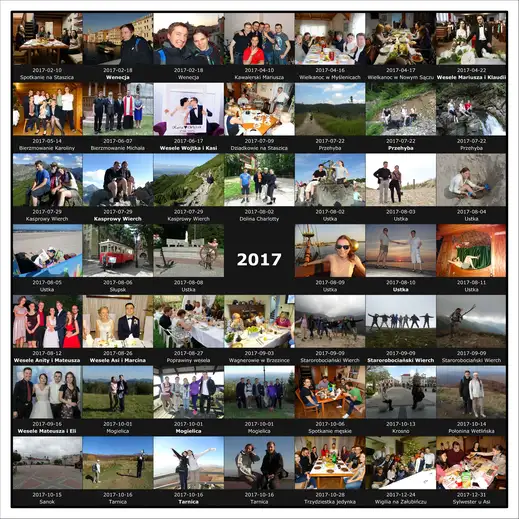 2017-02-10
Spotkanie na Staszica
2017-02-18
Wenecja
2017-02-18
Wenecja
2017-04-10
Kawalerski Mariusza
2017-04-16
Wielkanoc w Myślenicach
2017-04-17
Wielkanoc w Nowym Sączu
2017-04-22
Wesele Mariusza i Klaudii
2017-05-14
Bierzmowanie Karoliny
2017-06-07
Bierzmowanie Michała
2017-06-17
Wesele Wojtka i Kasi
2017-07-09
Dziadkowie na Staszica
2017-07-22
Przehyba
2017-07-22
Przehyba
2017-07-22
Przehyba
2017-07-29
Kasprowy Wierch
2017-07-29
Kasprowy Wierch
2017-07-29
Kasprowy Wierch
2017-08-02
Dolina Charlotty
2017-08-02
Ustka
2017-08-03
Ustka
2017-08-04
Ustka
2017-08-05
Ustka
2017-08-06
Słupsk
2017-08-08
Ustka
2017
2017-08-09
Ustka
2017-08-10
Ustka
2017-08-11
Ustka
2017-08-12
Wesele Anity i Mateusza
2017-08-26
Wesele Asi i Marcina
2017-08-27
Poprawiny wesela
2017-09-03
Wagnerowie w Brzezince
2017-09-09
Starorobociański Wierch
2017-09-09
Starorobociański Wierch
2017-09-09
Starorobociański Wierch
2017-09-16
Wesele Mateusza i Eli
2017-10-01
Mogielica
2017-10-01
Mogielica
2017-10-01
Mogielica
2017-10-06
Spotkanie męskie
2017-10-13
Krosno
2017-10-14
Połonina Wetlińska
2017-10-15
Sanok
2017-10-16
Tarnica
2017-10-16
Tarnica
2017-10-16
Tarnica
2017-10-28
Trzydziestka Jedynka
2017-12-24
Wigilia na Załubińczu
2017-12-31
Sylwester u Asi